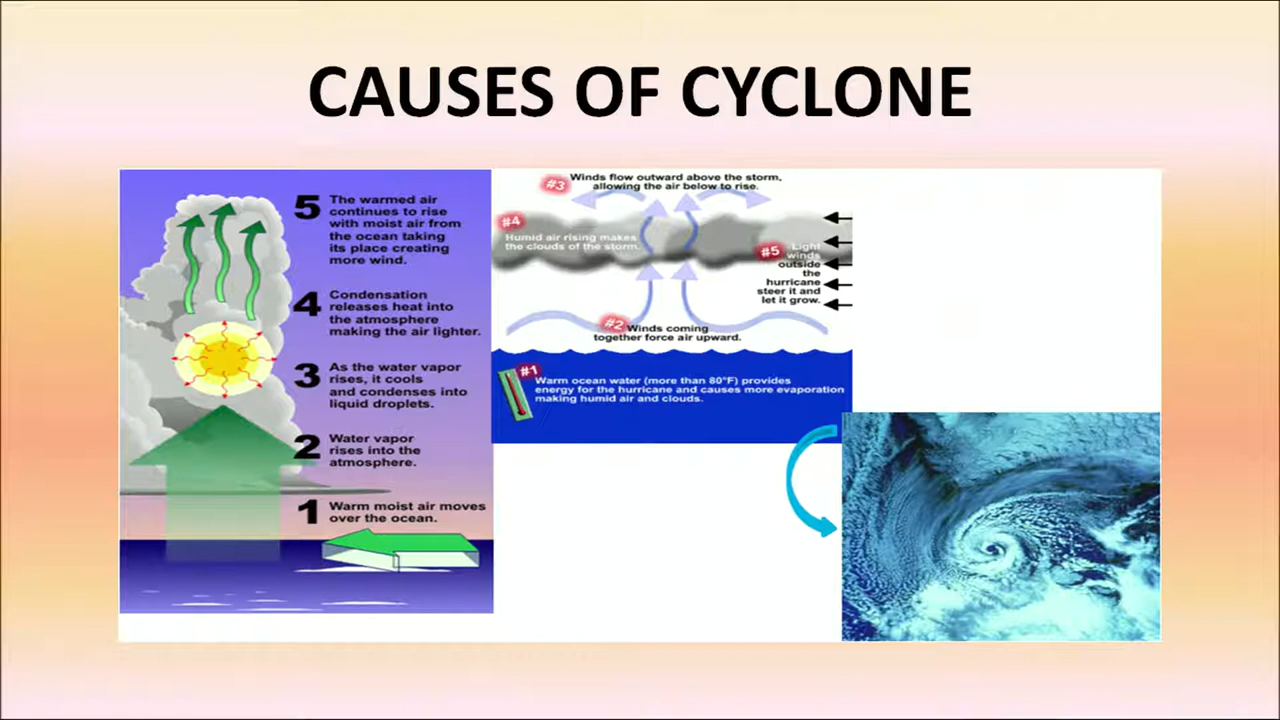 CAUSES OF CYCLONE
5
The warmed air
continues to rise
with moist air from
the ocean taking
its place creating
more wind.
4
Condensation
releases heat into
the atmosphere
making the air lighter.
3
As the water vapor
rises, it cools
and condenses into
liquid droplets.
2
Water vapor
rises into the
atmosphere.
1
Warm moist air moves
over the ocean.
#3
Winds flow outward above the storm,
allowing the air below to rise.
#4
Humid air rising makes
the clouds of the storm.
#5
Light
winds
outside
the
hurricane
steer it and
let it grow.
#2
Winds coming
together force air upward.
#1
Warm ocean water (more than 80°F) provides
energy for the hurricane and causes more evaporation
making humid air and clouds.